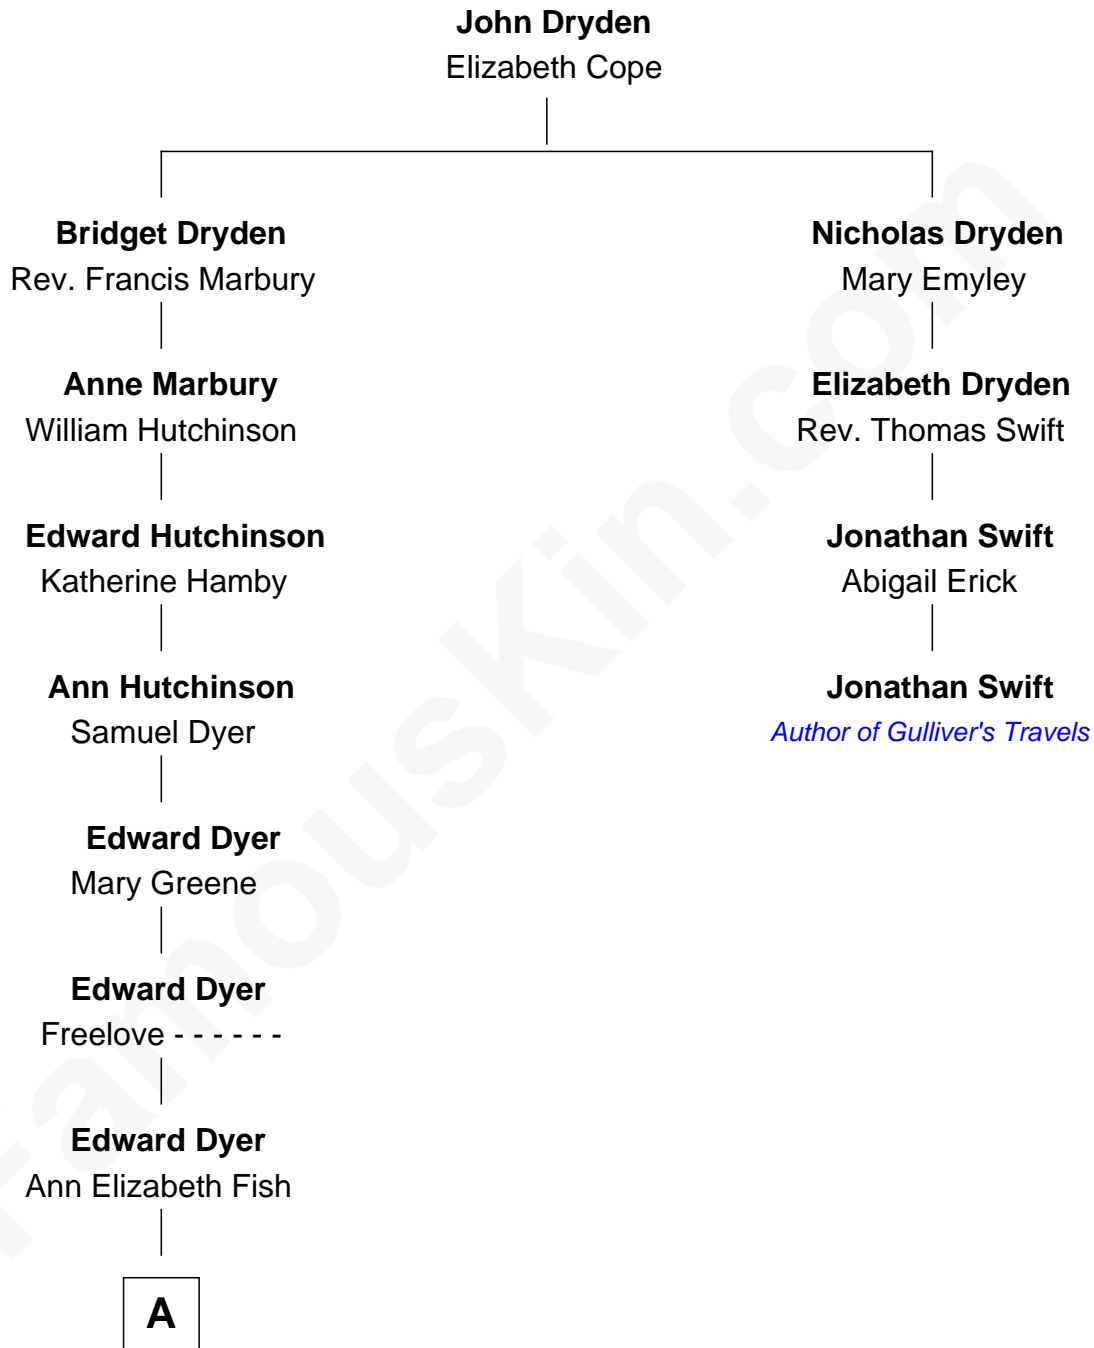 John Dryden
Elizabeth Cope
Bridget Dryden
Rev. Francis Marbury
Nicholas Dryden
Mary Emyley
Anne Marbury
William Hutchinson
Elizabeth Dryden
Rev. Thomas Swift
Edward Hutchinson
Katherine Hamby
Jonathan Swift
Abigail Erick
Ann Hutchinson
Samuel Dyer
Jonathan Swift
Author of Gulliver's Travels
Edward Dyer
Mary Greene
Edward Dyer
Freelove - - - - - -
Edward Dyer
Ann Elizabeth Fish
A
FamousKin.com